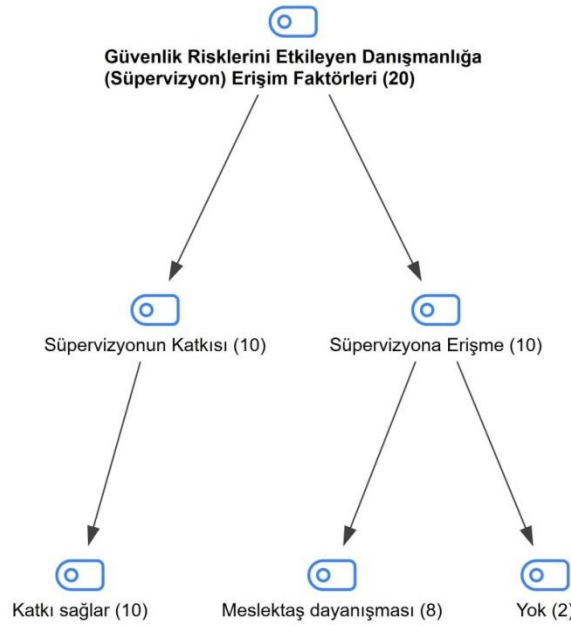 Güvenlik Risklerini Etkileyen Danışmanlığa
(Süpervizyon) Erişim Faktörleri (20)
Süpervizyonun Katkısı (10)
Süpervizyona Erişme (10)
Katkı sağlar (10)
Meslektaş dayanışması (8)
Yok (2)